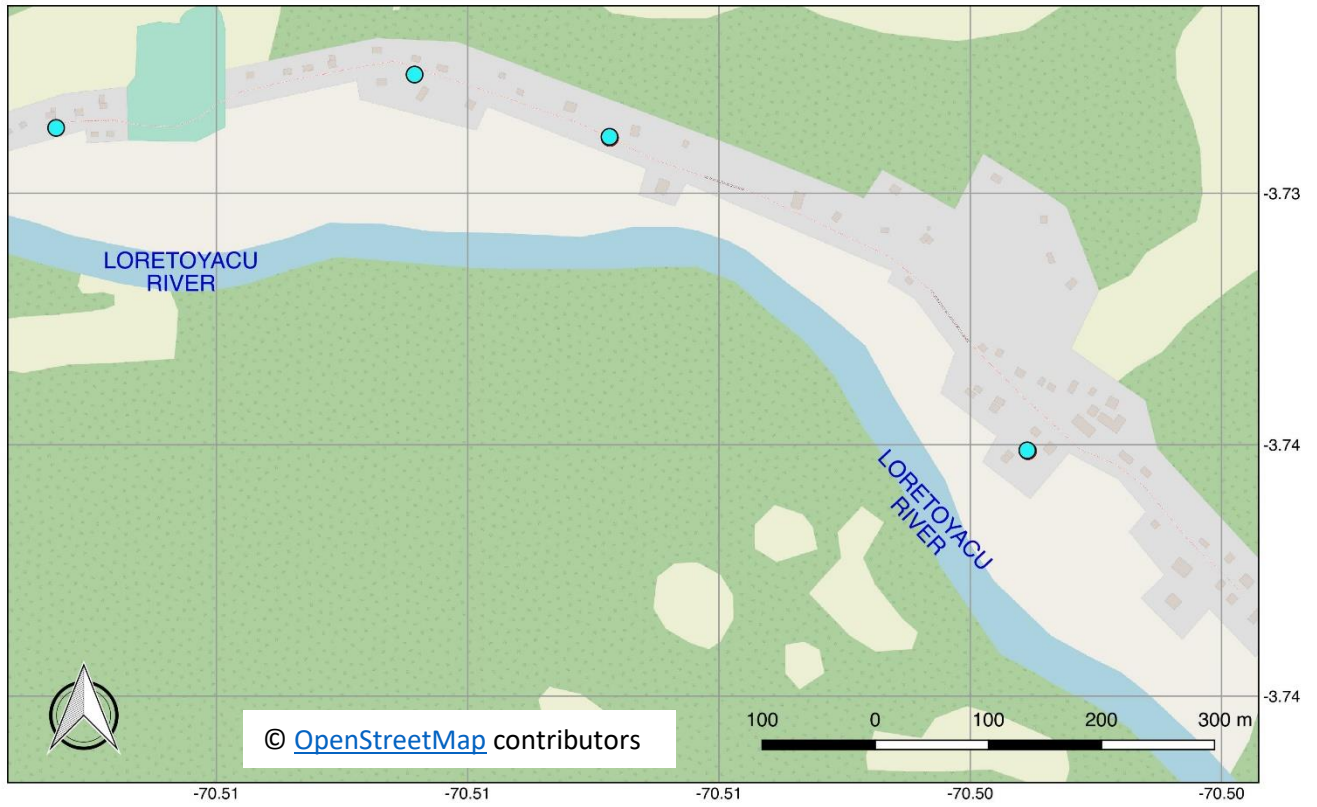 -3.73
LORETOYACU
RIVER
-3.74
LORETOYACU
RIVER
-3.74
100 0 100 200 300 m
© OpenStreetMap contributors
-70.51 -70.51 -70.51 -70.50 -70.50